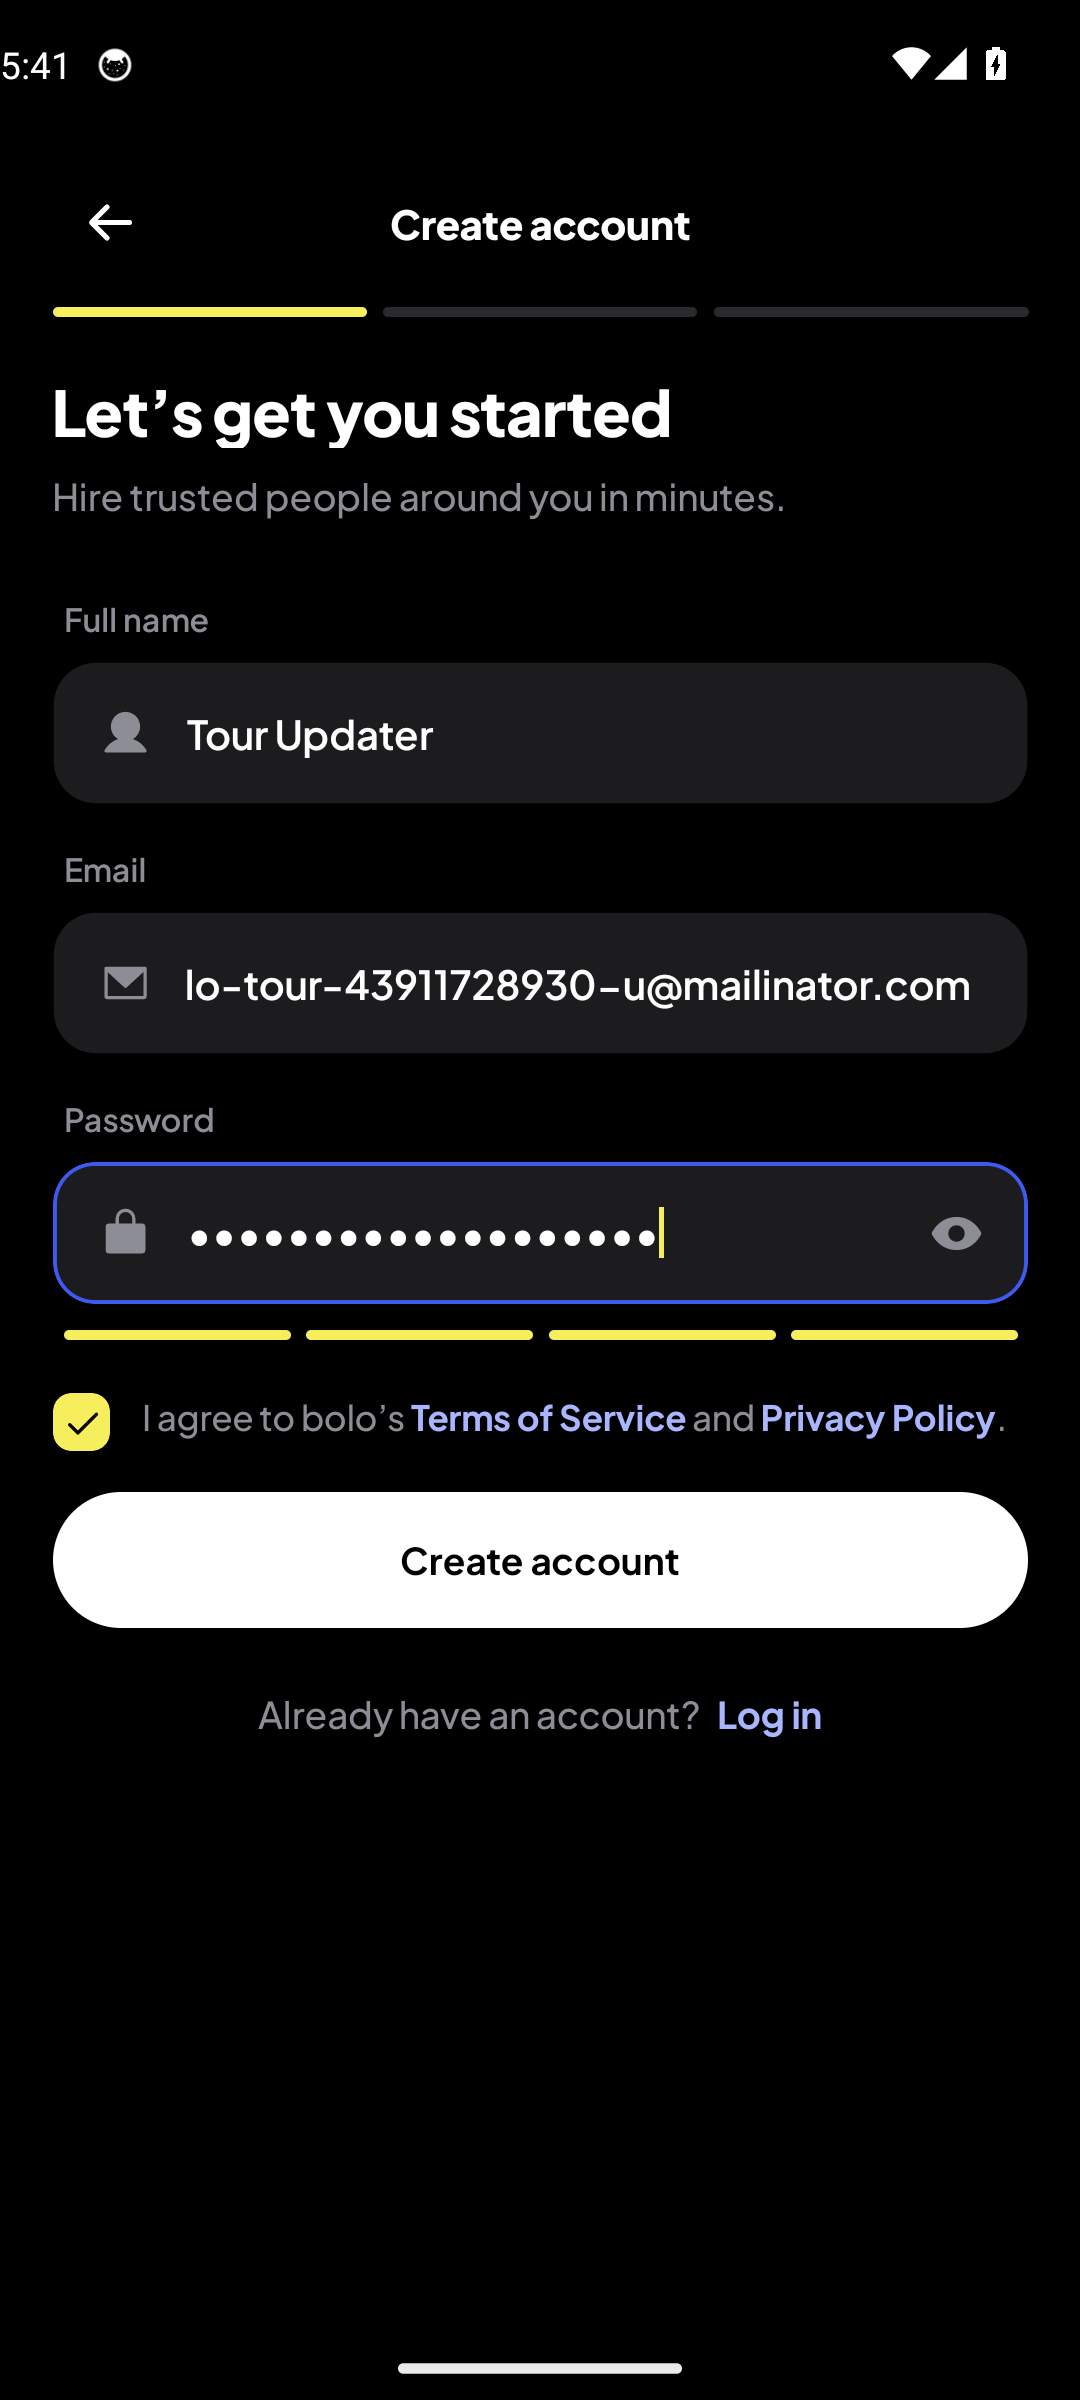 5:41
Create account
Let’s get you started
Hire trusted people around you in minutes.
Full name
Tour Updater
Email
lo-tour-43911728930-u@mailinator.com
Password
•••••••••••••••••••
I agree to bolo’s Terms of Service and Privacy Policy.
Create account
Already have an account? Log in